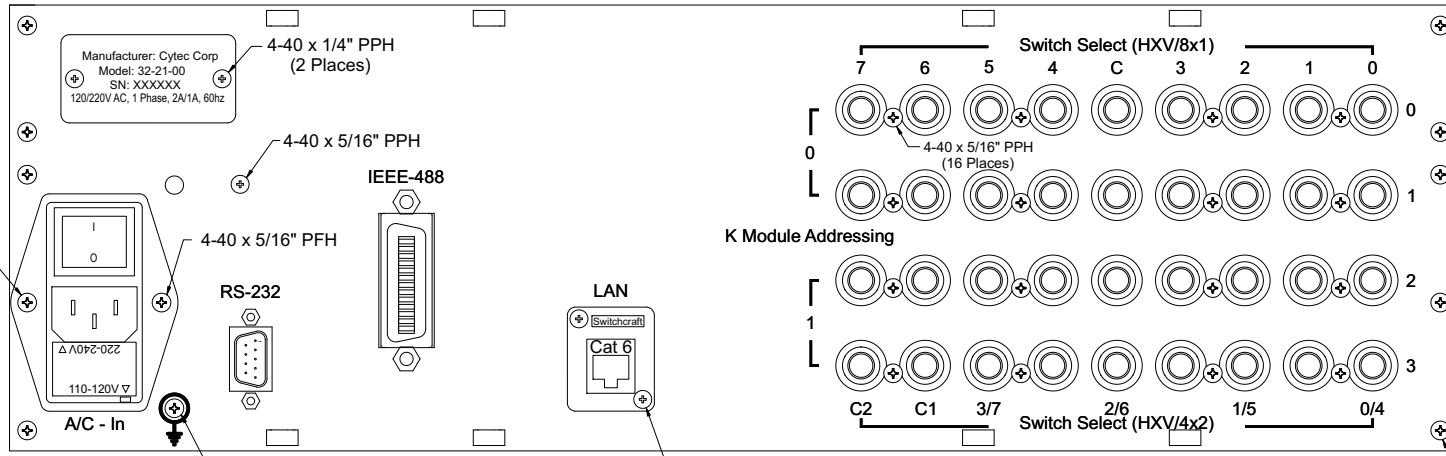 Manufacturer: Cytec Corp
Model: 32-21-00
SN: XXXXXX
120/220V AC, 1 Phase, 2A/1A, 60hz
4-40 x 1/4" PPH
(2 Places)
4-40 x 5/16" PPH
IEEE-488
4-40 x 5/16" PFH
I
0
220-240V
110-120V
A/C - In
RS-232
LAN
Switchcraft
Cat 6
Switch Select (HXV/8x1)
7 6 5 4 C 3 2 1 0
0
4-40 x 5/16" PPH
(16 Places)
0
1
K Module Addressing
2
1
3
C2 C1 3/7 2/6 1/5 0/4
Switch Select (HXV/4x2)